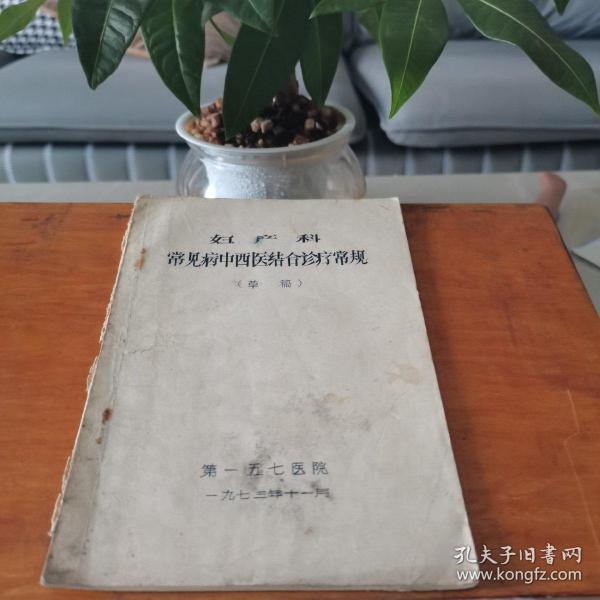 妇产科
常见病中西医结合诊疗常规
（草稿）
第一五七医院
一九七三年十一月
孔夫子旧书网
www.kongfz.com